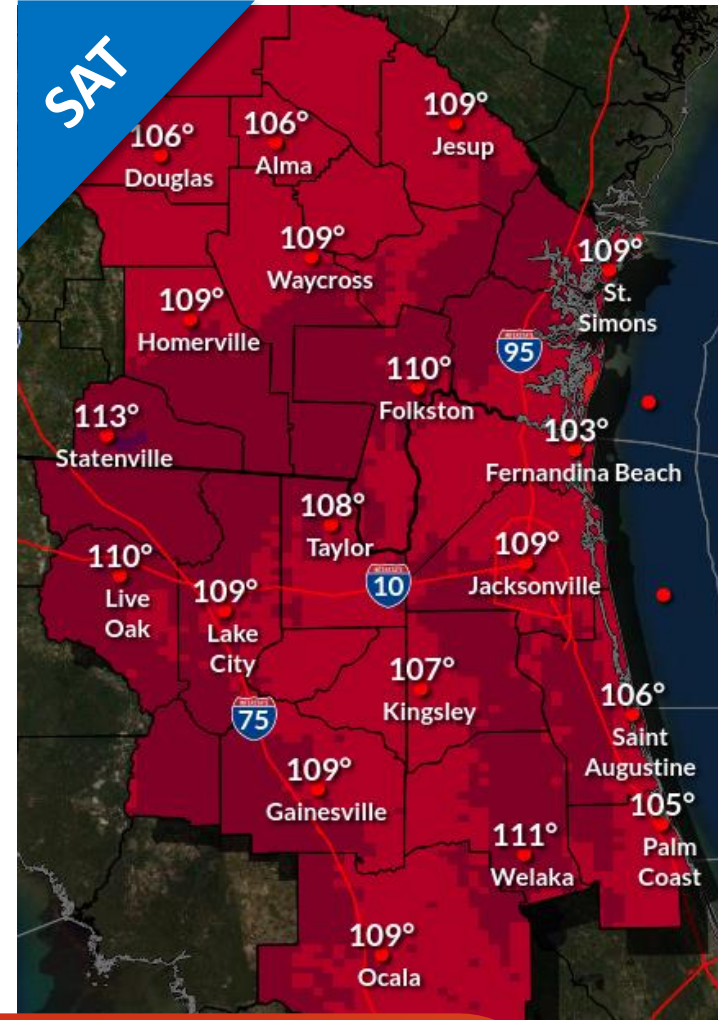 SAT
106°
Douglas
106°
Alma
109°
Jesup
109°
Waycross
109°
St.
Simons
109°
Homerville
95
110°
Folkston
113°
Statenville
103°
Fernandina Beach
108°
Taylor
109°
Jacksonville
110°
Live
Oak
10
109°
Lake
City
107°
Kingsley
75
106°
Saint
Augustine
109°
Gainesville
105°
Palm
Coast
111°
Welaka
109°
Ocala